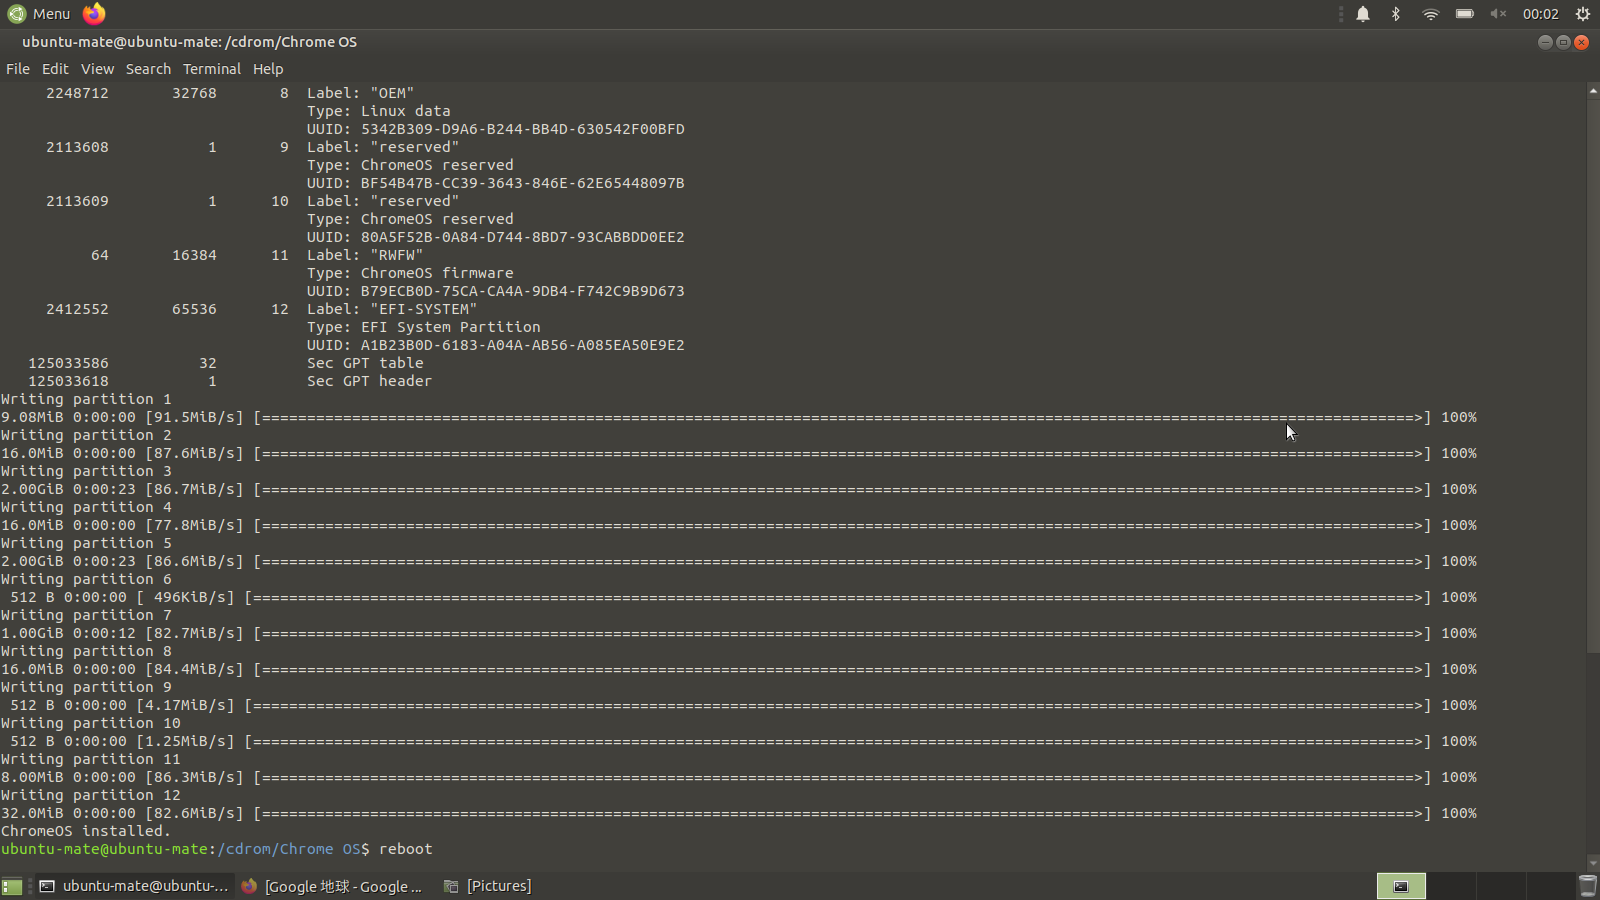 Menu
00:02
ubuntu-mate@ubuntu-mate: /cdrom/Chrome OS
File Edit View Search Terminal Help
2248712 32768 8 Label: "OEM"
Type: Linux data
UUID: 5342B309-D9A6-B244-BB4D-630542F00BFD
2113608 1 9 Label: "reserved"
Type: ChromeOS reserved
UUID: BF54B47B-CC39-3643-846E-62E65448097B
2113609 1 10 Label: "reserved"
Type: ChromeOS reserved
UUID: 80A5F52B-0A84-D744-8BD7-93CABBDD0EE2
64 16384 11 Label: "RWFW"
Type: ChromeOS firmware
UUID: B79ECB0D-75CA-CA4A-9DB4-F742C9B9D673
2412552 65536 12 Label: "EFI-SYSTEM"
Type: EFI System Partition
UUID: A1B23B0D-6183-A04A-AB56-A085EA50E9E2
125033586 32 Sec GPT table
125033618 1 Sec GPT header
Writing partition 1
9.08MiB 0:00:00 [91.5MiB/s] [================================================================================================================================>] 100%
Writing partition 2
16.0MiB 0:00:00 [87.6MiB/s] [================================================================================================================================>] 100%
Writing partition 3
2.00GiB 0:00:23 [86.7MiB/s] [================================================================================================================================>] 100%
Writing partition 4
16.0MiB 0:00:00 [77.8MiB/s] [================================================================================================================================>] 100%
Writing partition 5
2.00GiB 0:00:23 [86.6MiB/s] [================================================================================================================================>] 100%
Writing partition 6
512 B 0:00:00 [ 496KiB/s] [=================================================================================================================================>] 100%
Writing partition 7
1.00GiB 0:00:12 [82.7MiB/s] [================================================================================================================================>] 100%
Writing partition 8
16.0MiB 0:00:00 [84.4MiB/s] [================================================================================================================================>] 100%
Writing partition 9
512 B 0:00:00 [4.17MiB/s] [=================================================================================================================================>] 100%
Writing partition 10
512 B 0:00:00 [1.25MiB/s] [=================================================================================================================================>] 100%
Writing partition 11
8.00MiB 0:00:00 [86.3MiB/s] [================================================================================================================================>] 100%
Writing partition 12
32.0MiB 0:00:00 [82.6MiB/s] [================================================================================================================================>] 100%
ChromeOS installed.
ubuntu-mate@ubuntu-mate:/cdrom/Chrome OS$ reboot
ubuntu-mate@ubuntu-... [Google 地球 - Google ... [Pictures]